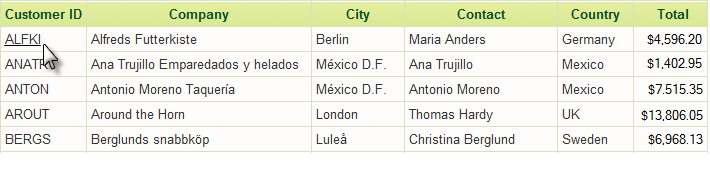 Customer ID Company City Contact Country Total
ALFKI Alfreds Futterkiste Berlin Maria Anders Germany $4,596.20
Ana Trujillo Emparedados y helados México D.F. Ana Trujillo Mexico $1,402.95
ANTON Antonio Moreno Taquería México D.F. Antonio Moreno Mexico $7.515.35
AROUT Around the Horn London Thomas Hardy UK $13,806.05
BERGS Berglunds snabbköp Luleå Christina Berglund Sweden $6,968.13